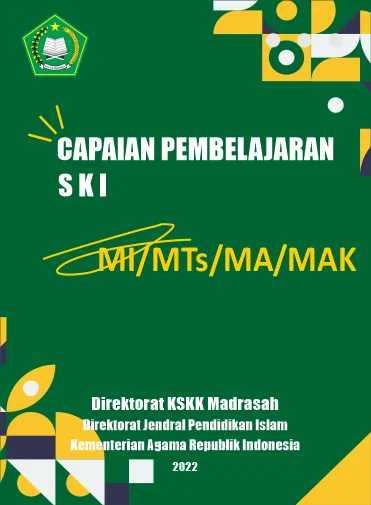 CAPAIAN PEMBELAJARAN
S K I
MI/MTs/MA/MAK
Direktorat KSKK Madrasah
Direktorat Jendral Pendidikan Islam
Kementerian Agama Republik Indonesia
2022